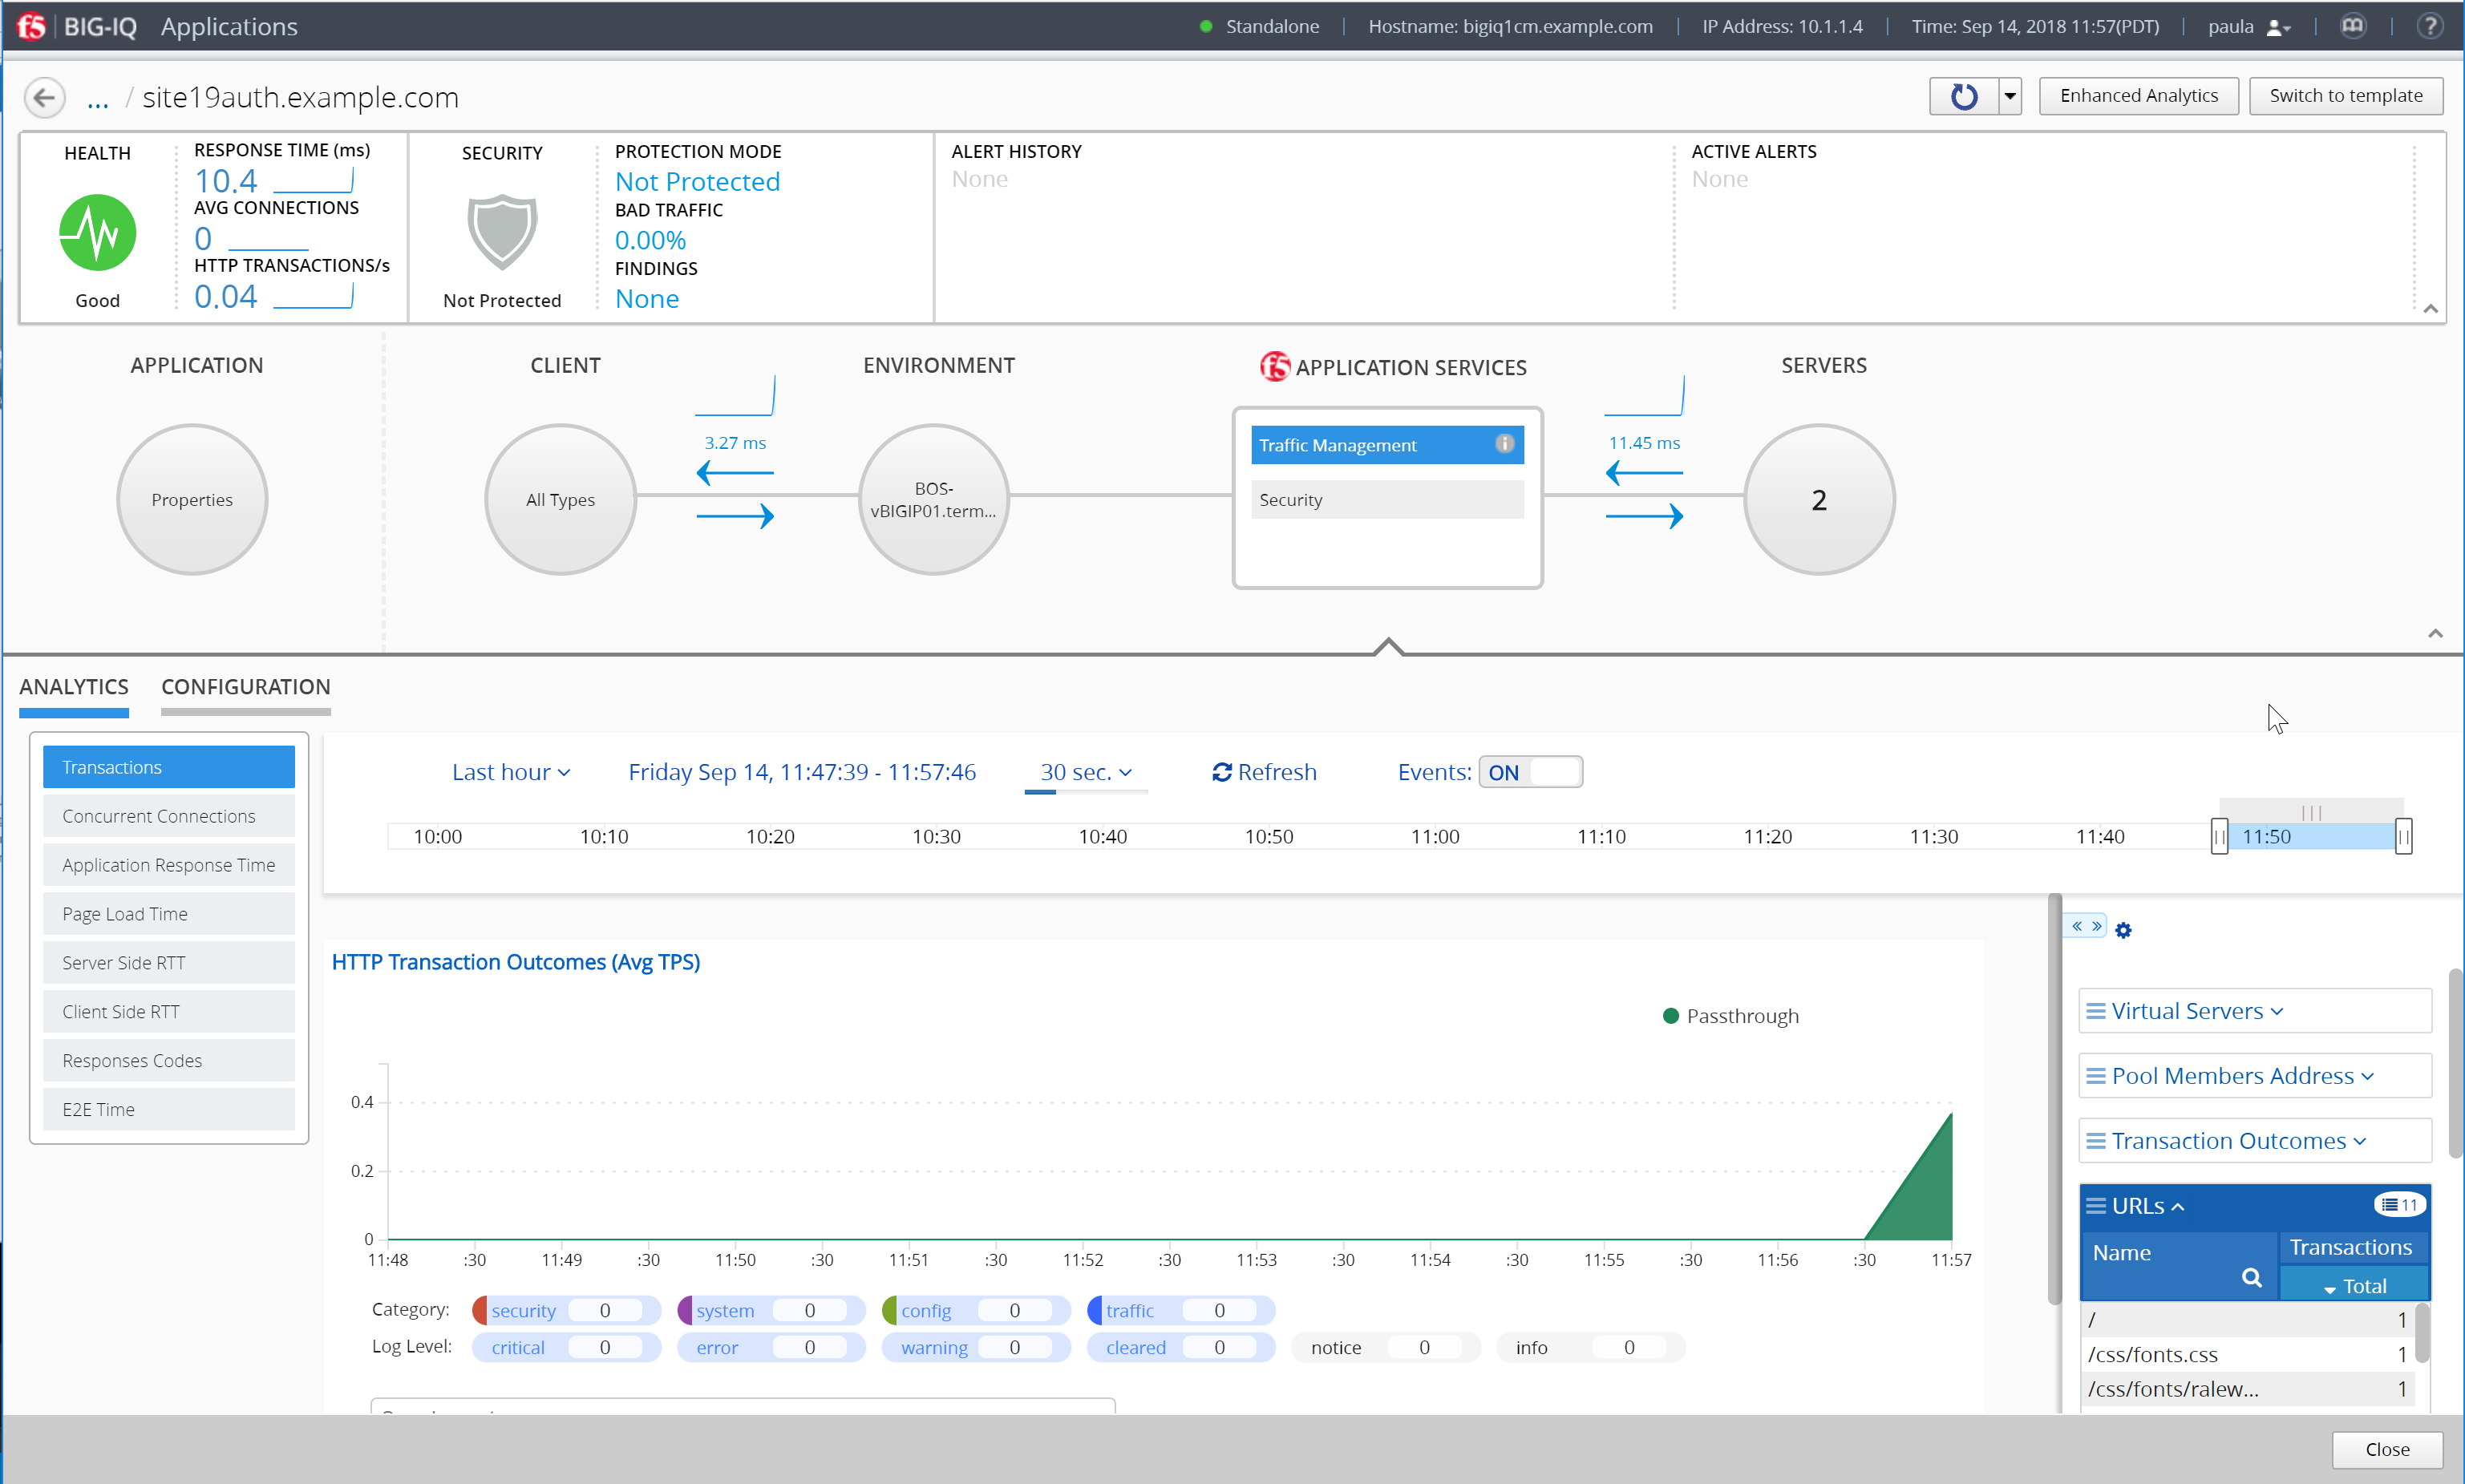 f5 BIG-IQ Applications Standalone Hostname: bigiq1cm.example.com IP Address: 10.1.1.4 Time: Sep 14, 2018 11:57(PDT) paula ?
... / site19auth.example.com Enhanced Analytics Switch to template
HEALTH
Good
RESPONSE TIME (ms)
10.4
AVG CONNECTIONS
0
HTTP TRANSACTIONS/s
0.04
SECURITY
Not Protected
PROTECTION MODE
Not Protected
BAD TRAFFIC
0.00%
FINDINGS
None
ALERT HISTORY
None
ACTIVE ALERTS
None
APPLICATION
Properties
CLIENT
All Types
3.27 ms
ENVIRONMENT
BOS-
vBIGIP01.term...
f5 APPLICATION SERVICES
Traffic Management i
Security
11.45 ms
SERVERS
2
ANALYTICS CONFIGURATION
Transactions
Concurrent Connections
Application Response Time
Page Load Time
Server Side RTT
Client Side RTT
Responses Codes
E2E Time
Last hour Friday Sep 14, 11:47:39 - 11:57:46 30 sec. Refresh Events: ON
10:00 10:10 10:20 10:30 10:40 10:50 11:00 11:10 11:20 11:30 11:40 11:50
HTTP Transaction Outcomes (Avg TPS)
Passthrough
0.4
0.2
0
11:48 :30 11:49 :30 11:50 :30 11:51 :30 11:52 :30 11:53 :30 11:54 :30 11:55 :30 11:56 :30 11:57
Category: security 0 system 0 config 0 traffic 0
Log Level: critical 0 error 0 warning 0 cleared 0 notice 0 info 0
« »
Virtual Servers
Pool Members Address
Transaction Outcomes
URLs 11
Name Transactions
Total
/ 1
/css/fonts.css 1
/css/fonts/ralew... 1
Close